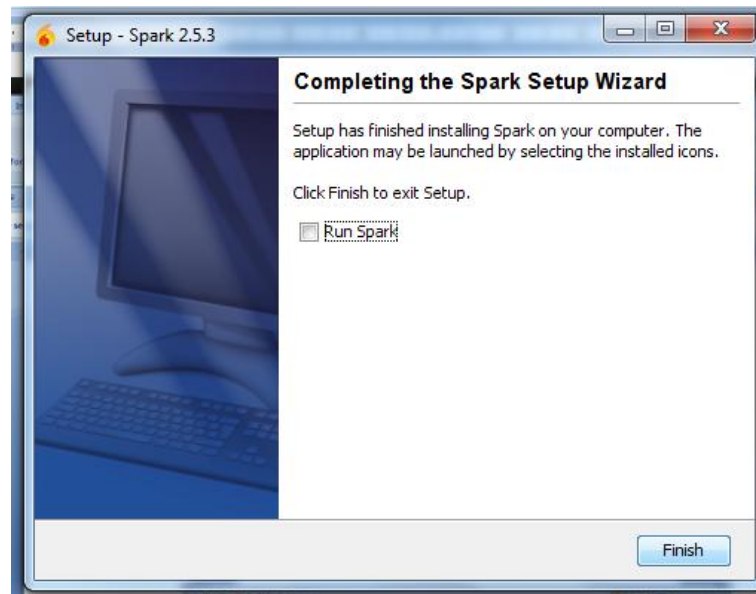 Setup - Spark 2.5.3
Completing the Spark Setup Wizard
Setup has finished installing Spark on your computer. The
application may be launched by selecting the installed icons.
Click Finish to exit Setup.
Run Spark
Finish